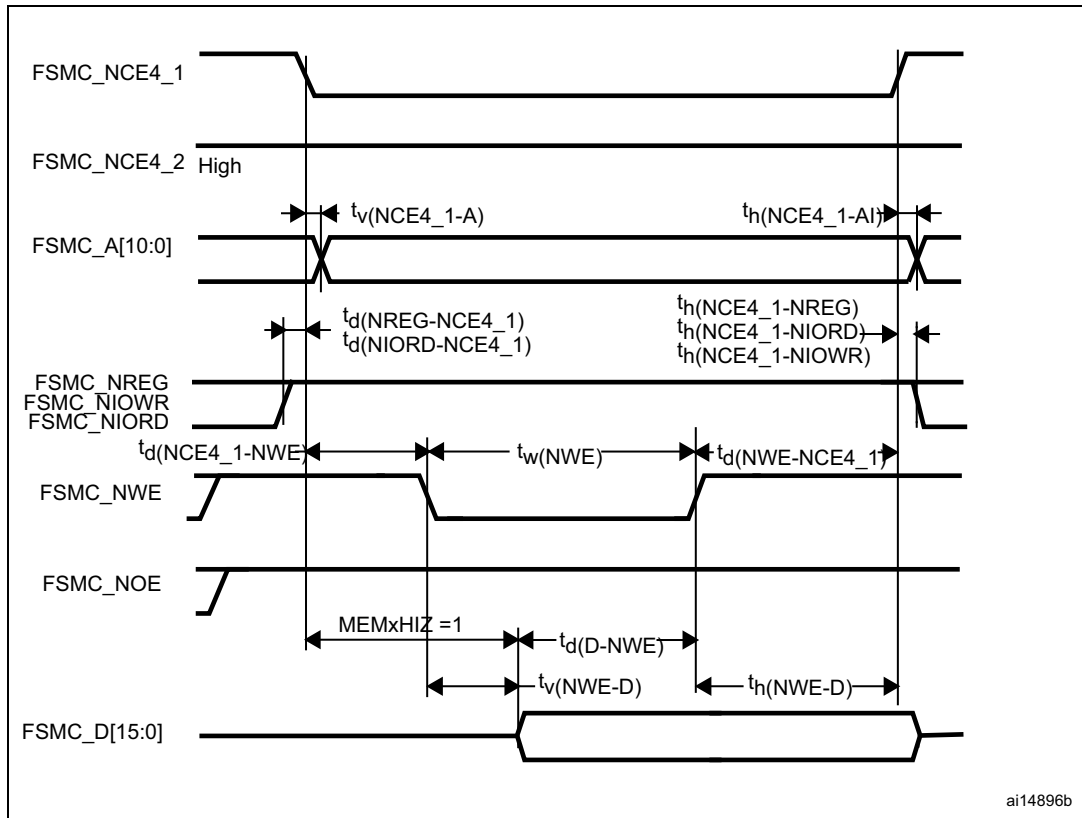 FSMC_NCE4_1
FSMC_NCE4_2 High
tv(NCE4_1-A)
th(NCE4_1-AI)
FSMC_A[10:0]
td(NREG-NCE4_1)
td(NIORD-NCE4_1)
th(NCE4_1-NREG)
th(NCE4_1-NIORD)
th(NCE4_1-NIOWR)
FSMC_NREG
FSMC_NIOWR
FSMC_NIORD
td(NCE4_1-NWE)
tw(NWE)
td(NWE-NCE4_1)
FSMC_NWE
FSMC_NOE
MEMxHIZ =1
td(D-NWE)
tv(NWE-D)
th(NWE-D)
FSMC_D[15:0]
ai14896b